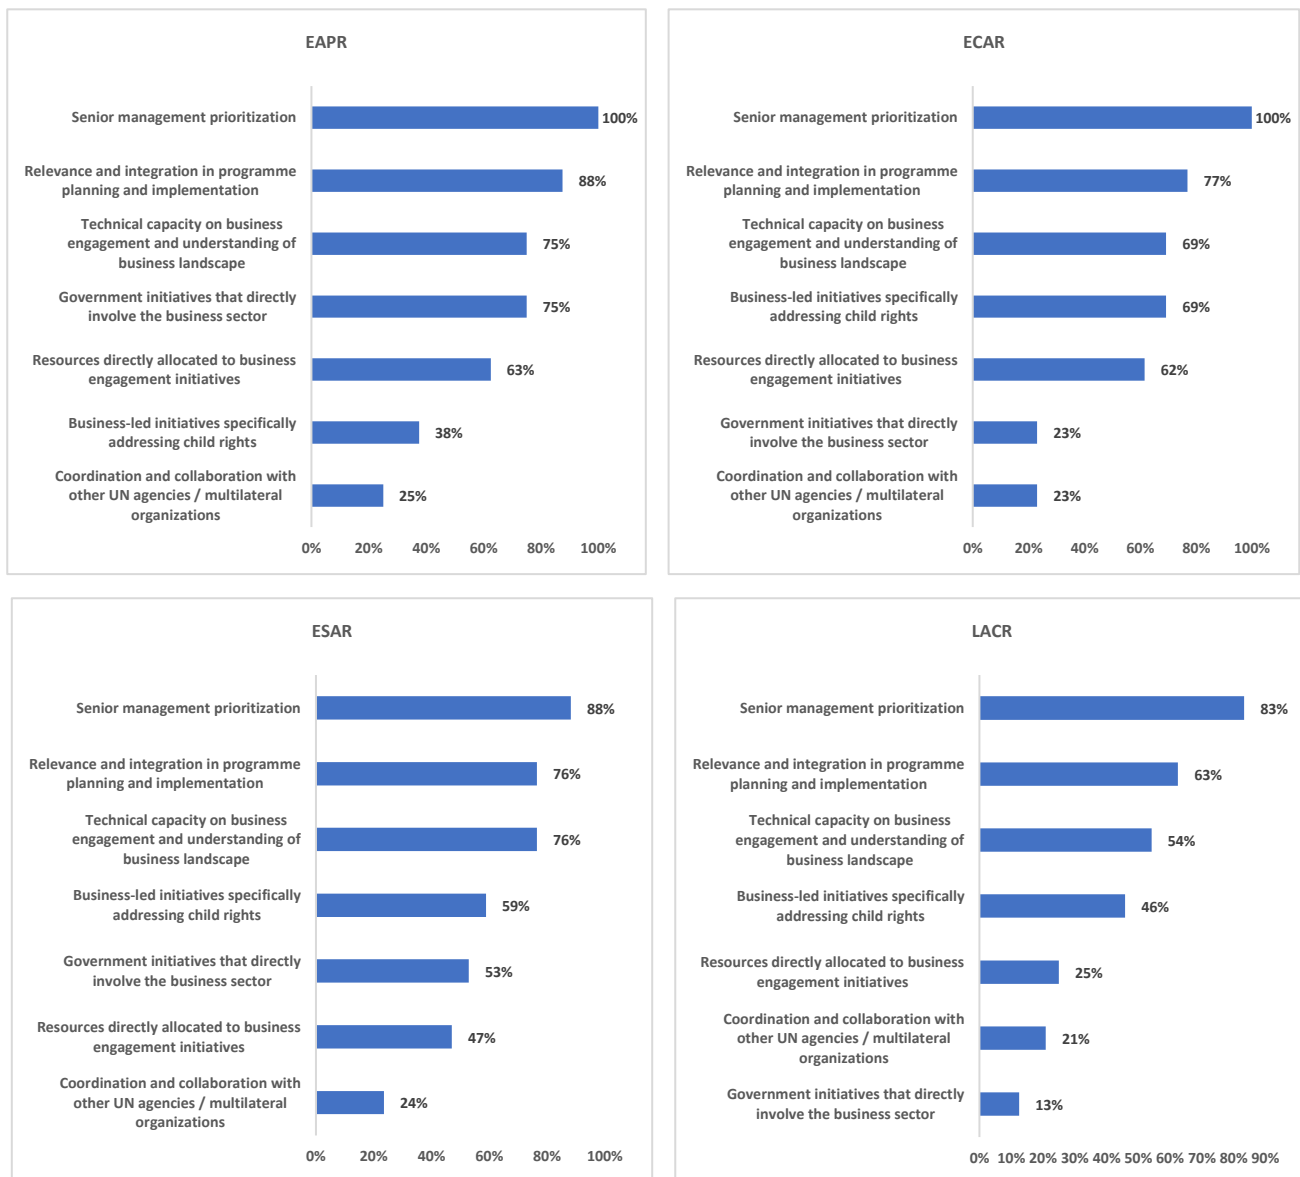 EAPR
Senior management prioritization
100%
Relevance and integration in programme
planning and implementation
88%
Technical capacity on business
engagement and understanding of
business landscape
75%
Government initiatives that directly
involve the business sector
75%
Resources directly allocated to business
engagement initiatives
63%
Business-led initiatives specifically
addressing child rights
38%
Coordination and collaboration with
other UN agencies / multilateral
organizations
25%
0% 20% 40% 60% 80% 100%
ECAR
Senior management prioritization
100%
Relevance and integration in programme
planning and implementation
77%
Technical capacity on business
engagement and understanding of
business landscape
69%
Business-led initiatives specifically
addressing child rights
69%
Resources directly allocated to business
engagement initiatives
62%
Government initiatives that directly
involve the business sector
23%
Coordination and collaboration with
other UN agencies / multilateral
organizations
23%
0% 20% 40% 60% 80% 100%
ESAR
Senior management prioritization
88%
Relevance and integration in programme
planning and implementation
76%
Technical capacity on business
engagement and understanding of
business landscape
76%
Business-led initiatives specifically
addressing child rights
59%
Government initiatives that directly
involve the business sector
53%
Resources directly allocated to business
engagement initiatives
47%
Coordination and collaboration with
other UN agencies / multilateral
organizations
24%
0% 20% 40% 60% 80% 100%
LACR
Senior management prioritization
83%
Relevance and integration in programme
planning and implementation
63%
Technical capacity on business
engagement and understanding of
business landscape
54%
Business-led initiatives specifically
addressing child rights
46%
Resources directly allocated to business
engagement initiatives
25%
Coordination and collaboration with
other UN agencies / multilateral
organizations
21%
Government initiatives that directly
involve the business sector
13%
0% 10% 20% 30% 40% 50% 60% 70% 80% 90%